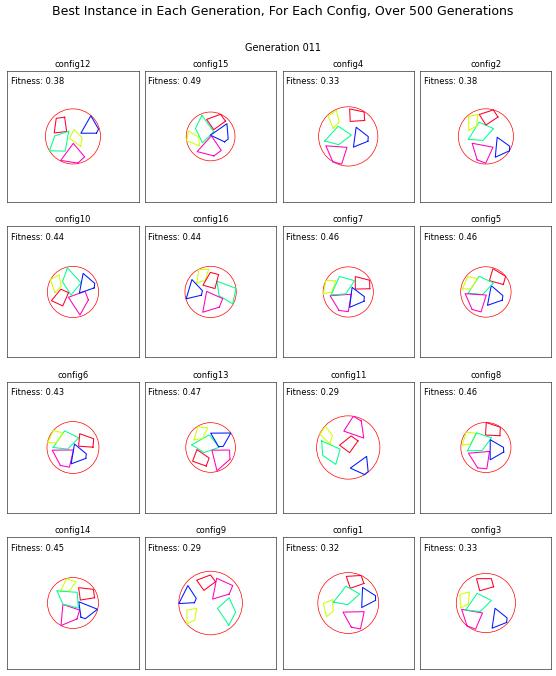 Best Instance in Each Generation, For Each Config, Over 500 Generations
Generation 011
config12 config15 config4 config2
Fitness: 0.38 Fitness: 0.49 Fitness: 0.33 Fitness: 0.38
config10 config16 config7 config5
Fitness: 0.44 Fitness: 0.44 Fitness: 0.46 Fitness: 0.46
config6 config13 config11 config8
Fitness: 0.43 Fitness: 0.47 Fitness: 0.29 Fitness: 0.46
config14 config9 config1 config3
Fitness: 0.45 Fitness: 0.29 Fitness: 0.32 Fitness: 0.33